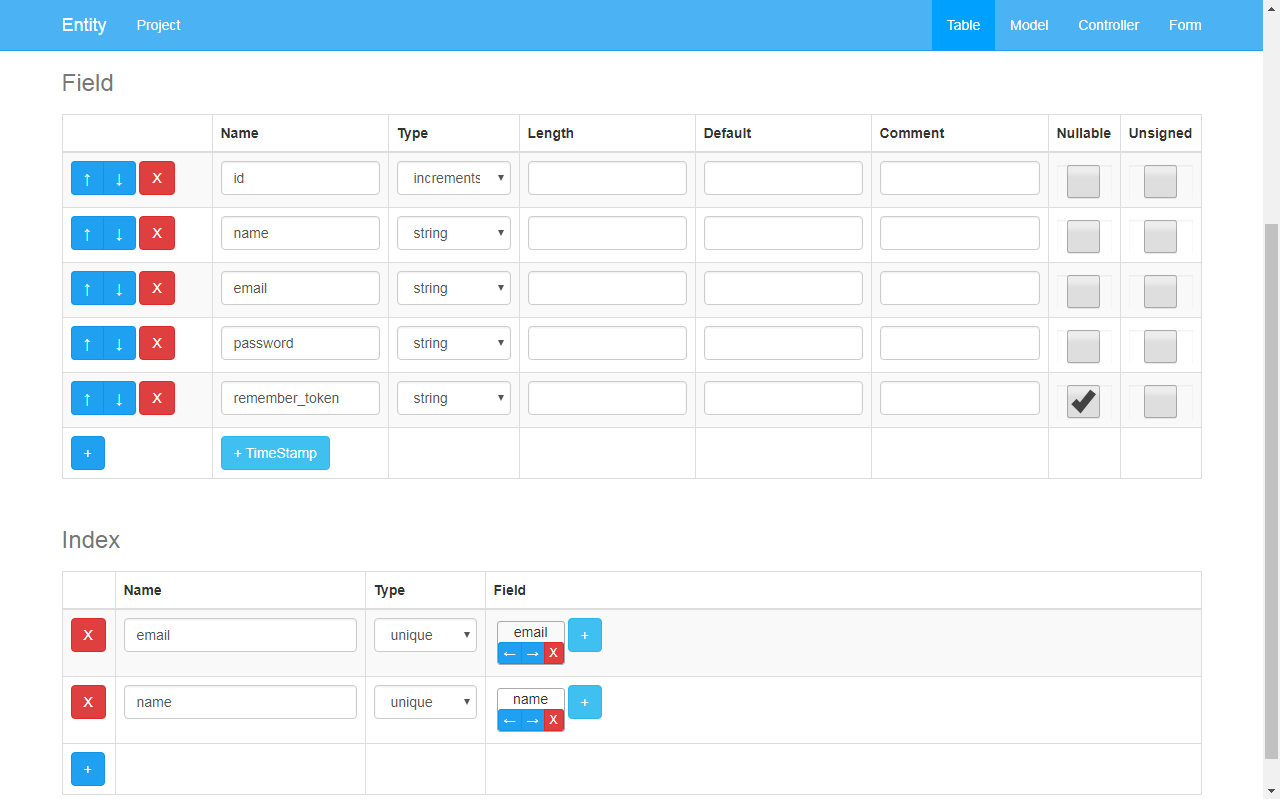 Entity Project Table Model Controller Form
Field
Name Type Length Default Comment Nullable Unsigned
↑ ↓ X id increments
↑ ↓ X name string
↑ ↓ X email string
↑ ↓ X password string
↑ ↓ X remember_token string
+ + TimeStamp
Index
Name Type Field
X email unique email +
← → X
X name unique name +
← → X
+